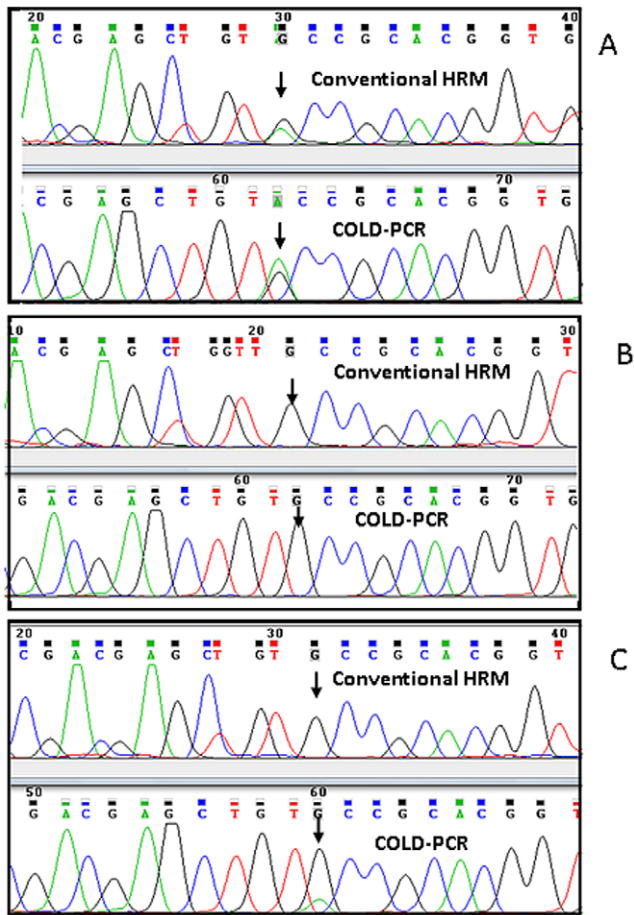 20 30 40
A C G A G C T G T G C C G C A C G G T G
A
Conventional HRM
60 70
C G A G C T G T A C C G C A C G G T G
COLD-PCR
10 20 30
A C G A G C T G G T T G C C G C A C G G T
B
Conventional HRM
60 70
G A C G A G C T G T G C C G C A C G G T G
COLD-PCR
20 30 40
C G A C G A G C T G T G C C G C A C G G T
C
Conventional HRM
50 60
G A C G A G C T G T G C C G C A C G G T
COLD-PCR